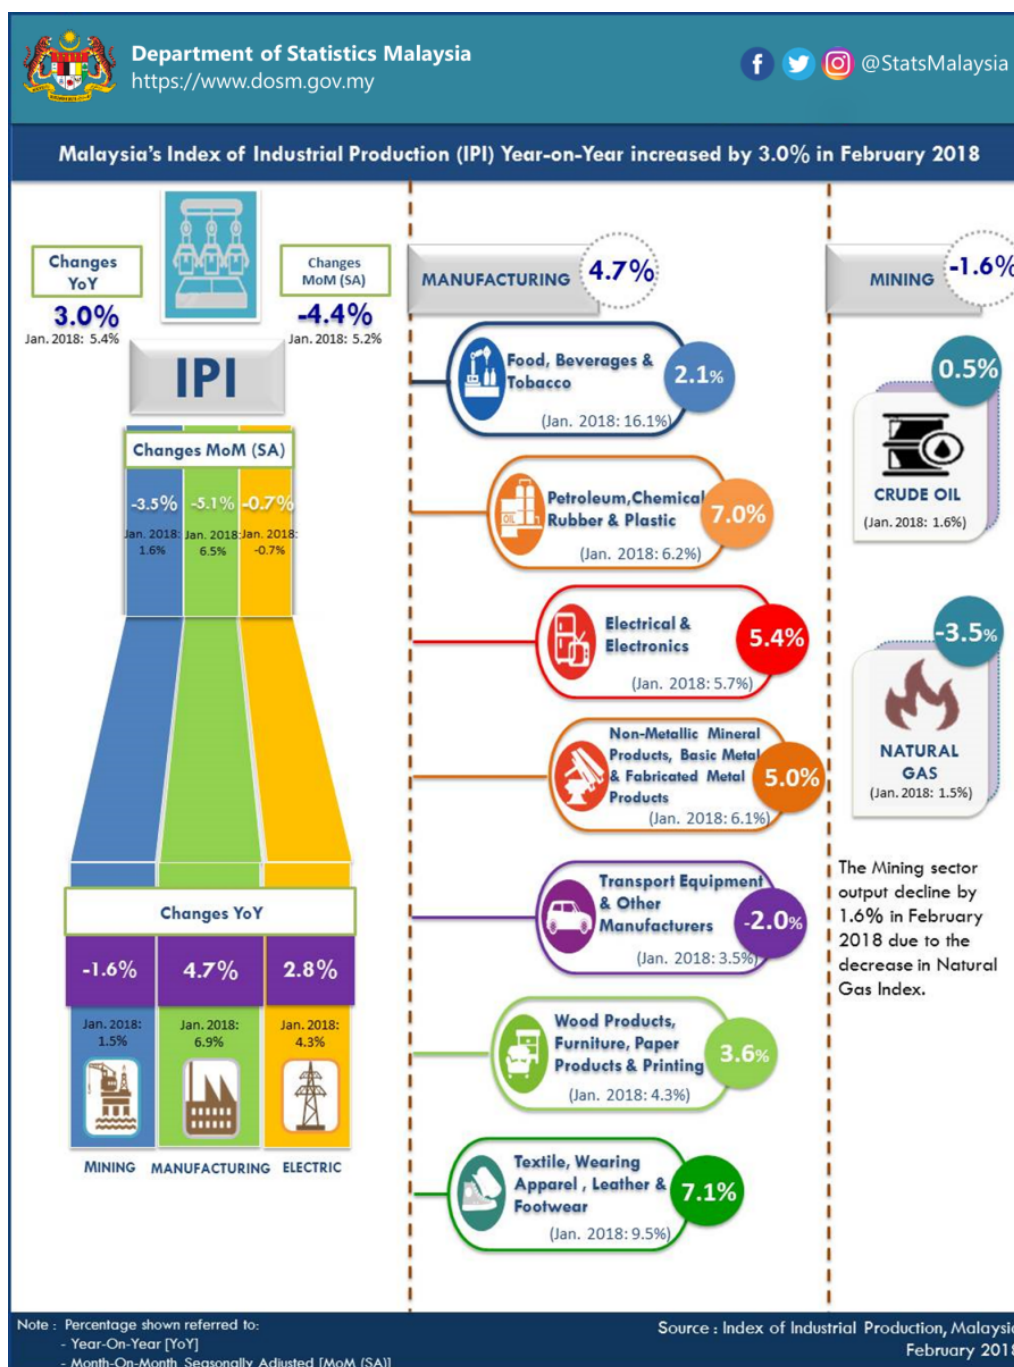 Department of Statistics Malaysia
https://www.dosm.gov.my
@StatsMalaysia
Malaysia's Index of Industrial Production (IPI) Year-on-Year increased by 3.0% in February 2018
Changes
YoY
3.0%
Jan. 2018: 5.4%
Changes
MoM (SA)
-4.4%
Jan. 2018: 5.2%
IPI
Changes MoM (SA)
-3.5%
Jan. 2018:
1.6%
-5.1%
Jan. 2018:
6.5%
-0.7%
Jan. 2018:
-0.7%
Changes YoY
-1.6%
4.7%
2.8%
Jan. 2018:
1.5%
Jan. 2018:
6.9%
Jan. 2018:
4.3%
MINING
MANUFACTURING
ELECTRIC
MANUFACTURING
4.7%
Food, Beverages &
Tobacco
2.1%
(Jan. 2018: 16.1%)
Petroleum,Chemical
Rubber & Plastic
7.0%
(Jan. 2018: 6.2%)
OIL
Electrical &
Electronics
5.4%
(Jan. 2018: 5.7%)
Non-Metallic Mineral
Products, Basic Metal
& Fabricated Metal
Products
5.0%
(Jan. 2018: 6.1%)
Transport Equipment
& Other
Manufacturers
-2.0%
(Jan. 2018: 3.5%)
Wood Products,
Furniture, Paper
Products & Printing
3.6%
(Jan. 2018: 4.3%)
Textile, Wearing
Apparel , Leather &
Footwear
7.1%
(Jan. 2018: 9.5%)
MINING
-1.6%
0.5%
CRUDE OIL
(Jan. 2018: 1.6%)
-3.5%
NATURAL
GAS
(Jan. 2018: 1.5%)
The Mining sector
output decline by
1.6% in February
2018 due to the
decrease in Natural
Gas Index.
Note : Percentage shown referred to:
- Year-On-Year [YoY]
- Month-On-Month Seasonally Adjusted [MoM (SA)]
Source : Index of Industrial Production, Malaysia
February 2018